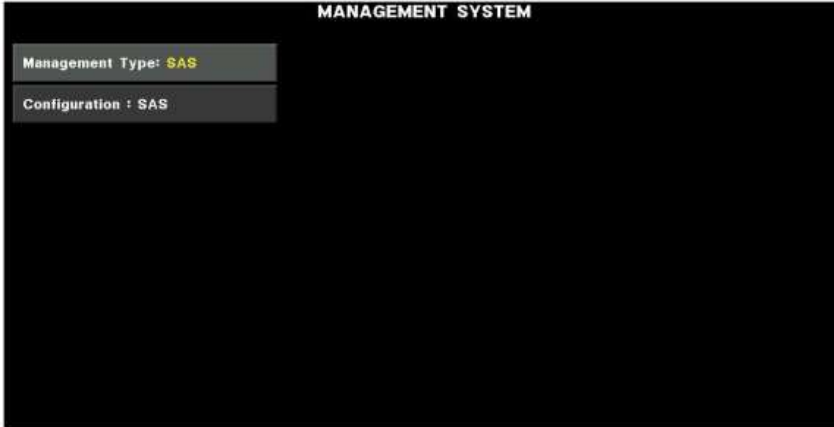 MANAGEMENT SYSTEM
Management Type: SAS
Configuration : SAS